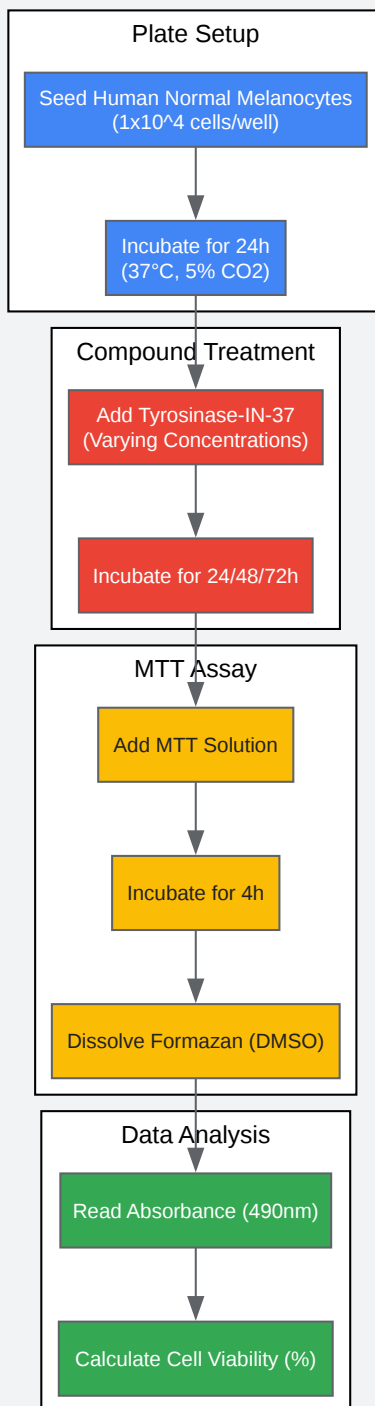 Plate Setup
Seed Human Normal Melanocytes
(1x10^4 cells/well)
Incubate for 24h
(37°C, 5% CO2)
Compound Treatment
Add Tyrosinase-IN-37
(Varying Concentrations)
Incubate for 24/48/72h
MTT Assay
Add MTT Solution
Incubate for 4h
Dissolve Formazan (DMSO)
Data Analysis
Read Absorbance (490nm)
Calculate Cell Viability (%)